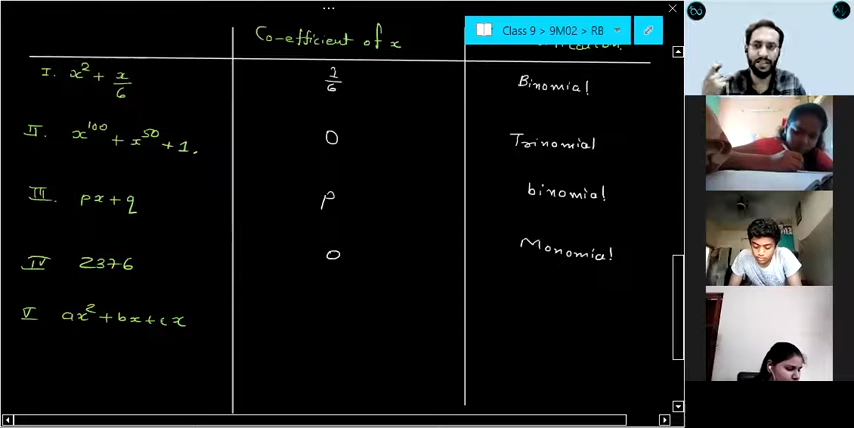 ...
Co-efficient of x
Class 9 > 9M02 > RB
I. x² + x/6
1/6
Binomial
II. x¹⁰⁰ + x⁵⁰ + 1.
0
Trinomial
III. px + q
p
binomial
IV 2376
0
Monomial
V ax² + bx + cx